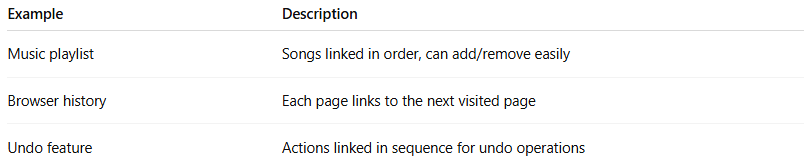 Example Description
Music playlist Songs linked in order, can add/remove easily
Browser history Each page links to the next visited page
Undo feature Actions linked in sequence for undo operations